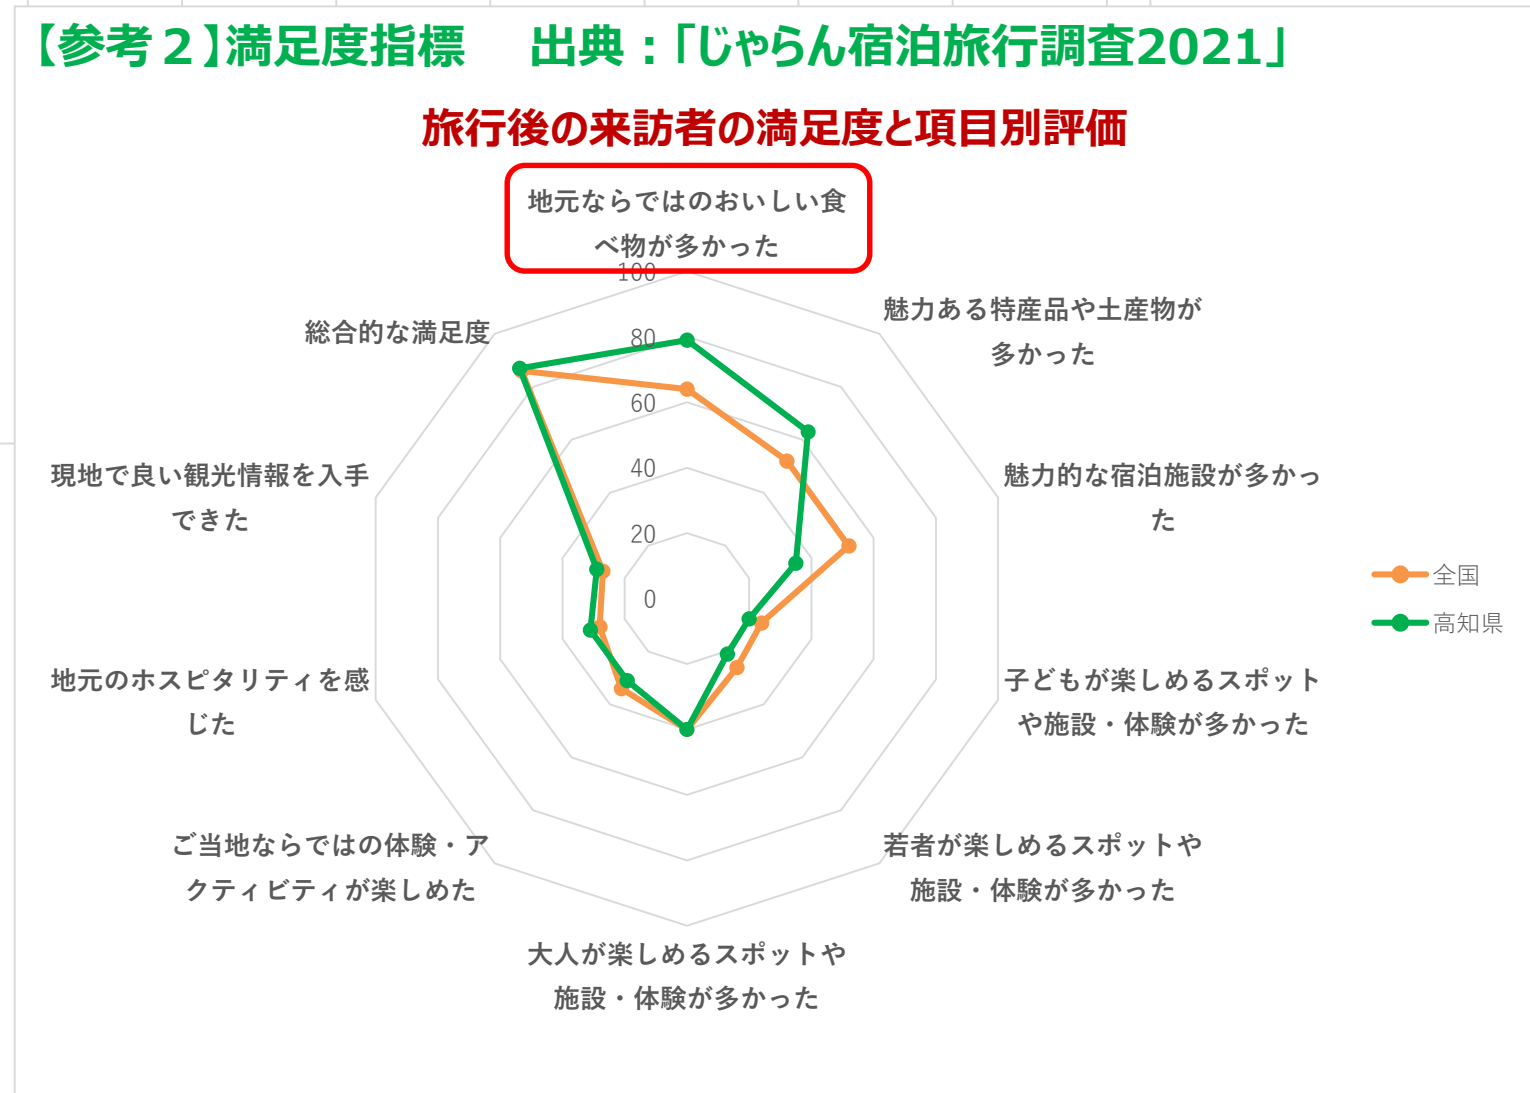 【参考２】満足度指標　出典：「じゃらん宿泊旅行調査2021」
旅行後の来訪者の満足度と項目別評価
地元ならではのおいしい食
べ物が多かった
魅力ある特産品や土産物が
多かった
魅力的な宿泊施設が多かっ
た
子どもが楽しめるスポット
や施設・体験が多かった
若者が楽しめるスポットや
施設・体験が多かった
大人が楽しめるスポットや
施設・体験が多かった
ご当地ならではの体験・ア
クティビティが楽しめた
地元のホスピタリティを感
じた
現地で良い観光情報を入手
できた
総合的な満足度
100
80
60
40
20
0
全国
高知県